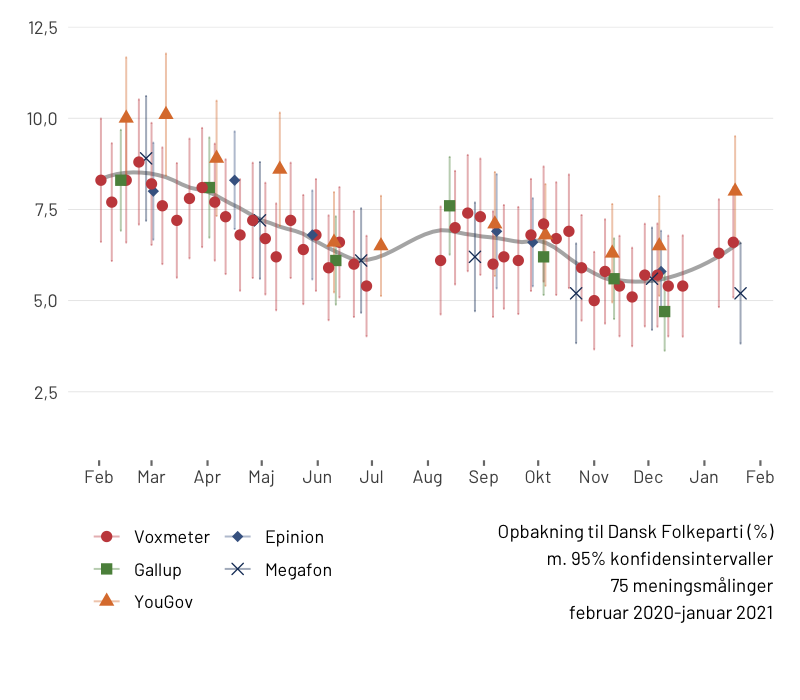 12,5
10,0
7,5
5,0
2,5
Feb Mar Apr Maj Jun Jul Aug Sep Okt Nov Dec Jan Feb
Voxmeter Epinion
Gallup Megafon
YouGov
Opbakning til Dansk Folkeparti (%)
m. 95% konfidensintervaller
75 meningsmålinger
februar 2020-januar 2021